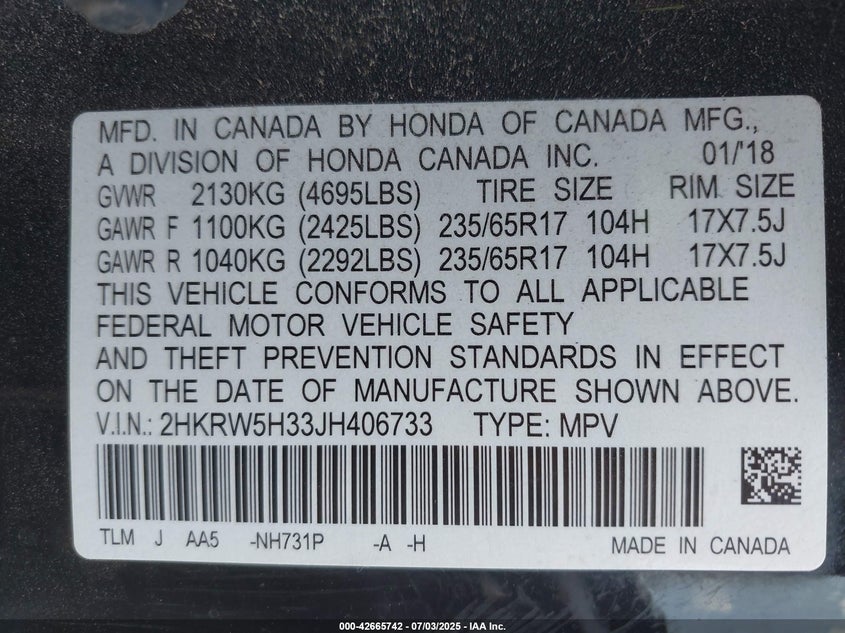 MFD. IN CANADA BY HONDA OF CANADA MFG.,
A DIVISION OF HONDA CANADA INC. 01/'18
GVWR 2130KG (4695LBS) TIRE SIZE RIM SIZE
GAWR F 1100KG (2425LBS) 235/65R17 104H 17X7.5J
GAWR R 1040KG (2292LBS) 235/65R17 104H 17X7.5J
THIS VEHICLE CONFORMS TO ALL APPLICABLE
FEDERAL MOTOR VEHICLE SAFETY
AND THEFT PREVENTION STANDARDS IN EFFECT
ON THE DATE OF MANUFACTURE SHOWN ABOVE.
V.I.N.: 2HKRW5H33JH406733 TYPE: MPV
TLM J AA5 -NH731P -A -H MADE IN CANADA
000-42665742 - 07/03/2025 - IAA Inc.